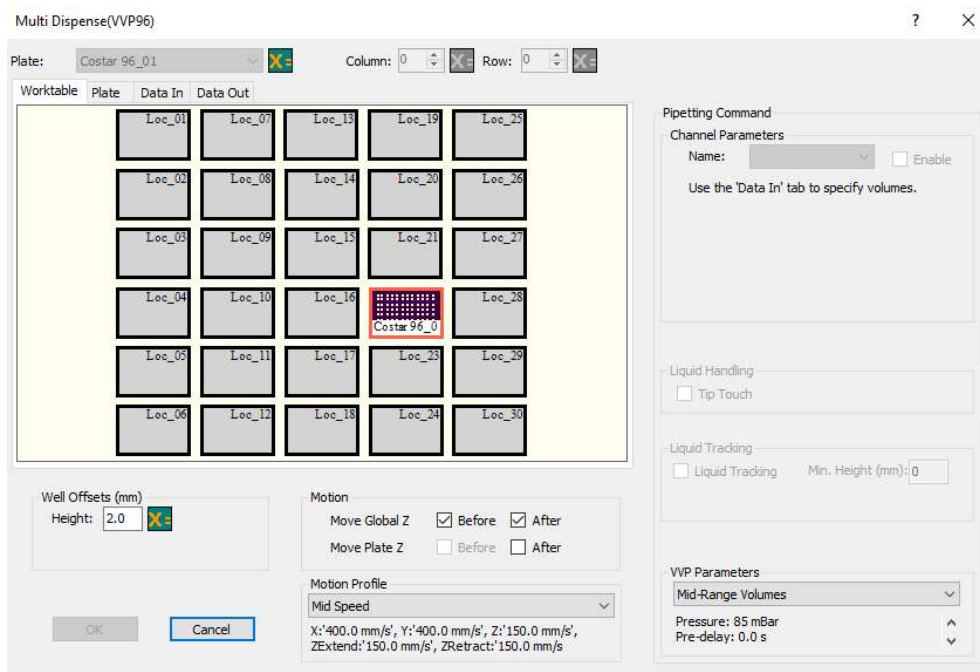 Multi Dispense(VVP96)
? X
Plate: Costar 96_01 X= Column: 0 X= Row: 0 X=
Worktable Plate Data In Data Out
Loc_01 Loc_07 Loc_13 Loc_19 Loc_25
Loc_02 Loc_08 Loc_14 Loc_20 Loc_26
Loc_03 Loc_09 Loc_15 Loc_21 Loc_27
Loc_04 Loc_10 Loc_16 Loc_28
Costar 96_0
Loc_05 Loc_11 Loc_17 Loc_23 Loc_29
Loc_06 Loc_12 Loc_18 Loc_24 Loc_30
Well Offsets (mm)
Height: 2.0 X=
Motion
Move Global Z Before After
Move Plate Z Before After
Motion Profile
Mid Speed
X:'400.0 mm/s', Y:'400.0 mm/s', Z:'150.0 mm/s',
ZExtend:'150.0 mm/s', ZRetract:'150.0 mm/s
OK Cancel
Pipetting Command
Channel Parameters
Name: Enable
Use the 'Data In' tab to specify volumes.
Liquid Handling
Tip Touch
Liquid Tracking
Liquid Tracking Min. Height (mm): 0
VVP Parameters
Mid-Range Volumes
Pressure: 85 mBar
Pre-delay: 0.0 s